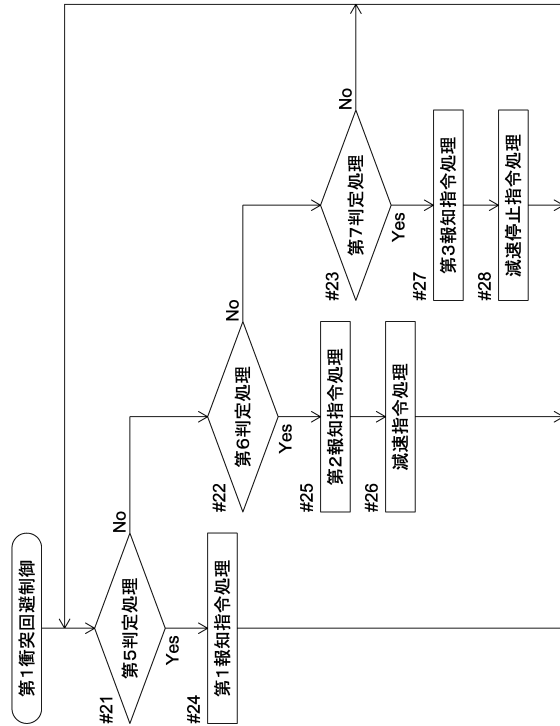 第1衝突回避制御
#21
第5判定処理
No
Yes
#24
第1報知指令処理
#22
第6判定処理
No
Yes
#25
第2報知指令処理
#26
減速指令処理
#23
第7判定処理
No
Yes
#27
第3報知指令処理
#28
減速停止指令処理